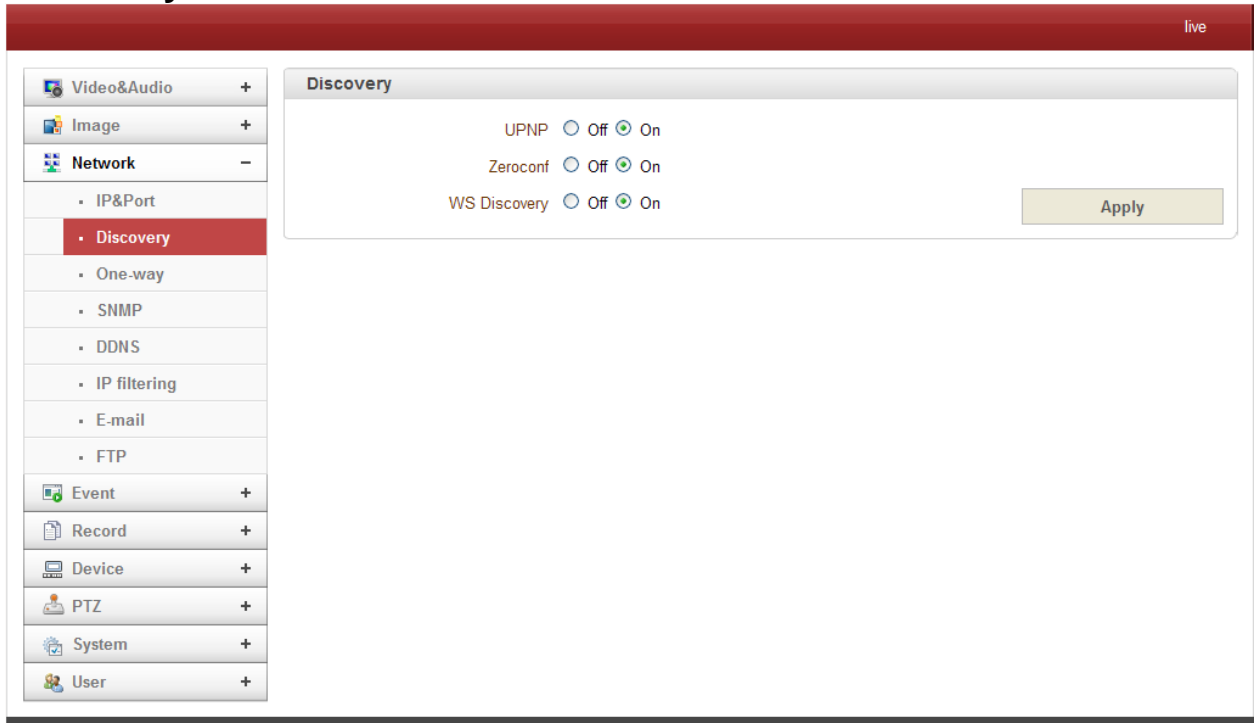 live
Video&Audio +
Image +
Network −
IP&Port
Discovery
One-way
SNMP
DDNS
IP filtering
E-mail
FTP
Event +
Record +
Device +
PTZ +
System +
User +
Discovery
UPNP Off On
Zeroconf Off On
WS Discovery Off On
Apply